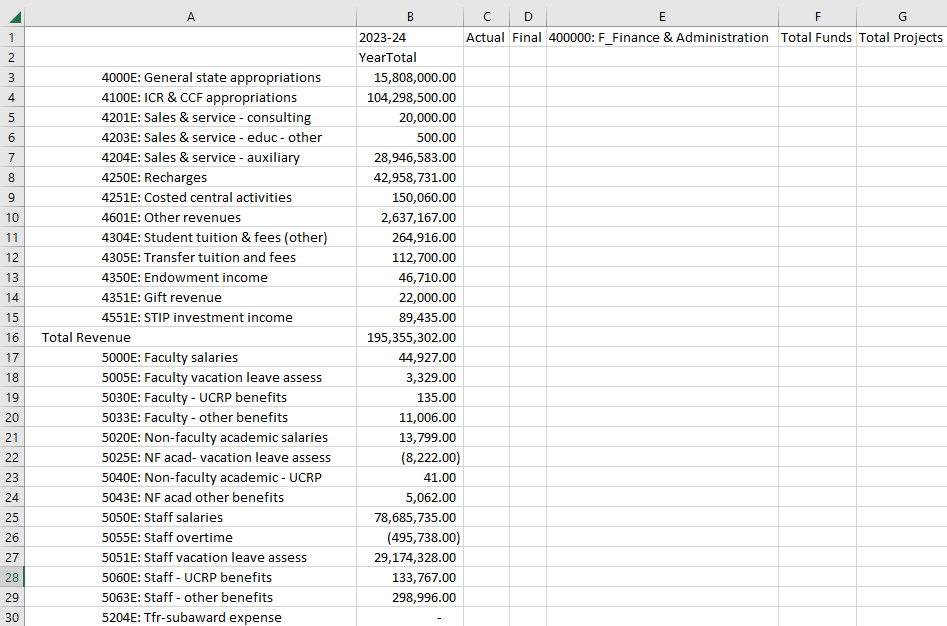 A B C D E F G
1 2023-24 Actual Final 400000: F_Finance & Administration Total Funds Total Projects
2 YearTotal
3 4000E: General state appropriations 15,808,000.00
4 4100E: ICR & CCF appropriations 104,298,500.00
5 4201E: Sales & service - consulting 20,000.00
6 4203E: Sales & service - educ - other 500.00
7 4204E: Sales & service - auxiliary 28,946,583.00
8 4250E: Recharges 42,958,731.00
9 4251E: Costed central activities 150,060.00
10 4601E: Other revenues 2,637,167.00
11 4304E: Student tuition & fees (other) 264,916.00
12 4305E: Transfer tuition and fees 112,700.00
13 4350E: Endowment income 46,710.00
14 4351E: Gift revenue 22,000.00
15 4551E: STIP investment income 89,435.00
16 Total Revenue 195,355,302.00
17 5000E: Faculty salaries 44,927.00
18 5005E: Faculty vacation leave assess 3,329.00
19 5030E: Faculty - UCRP benefits 135.00
20 5033E: Faculty - other benefits 11,006.00
21 5020E: Non-faculty academic salaries 13,799.00
22 5025E: NF acad- vacation leave assess (8,222.00)
23 5040E: Non-faculty academic - UCRP 41.00
24 5043E: NF acad other benefits 5,062.00
25 5050E: Staff salaries 78,685,735.00
26 5055E: Staff overtime (495,738.00)
27 5051E: Staff vacation leave assess 29,174,328.00
28 5060E: Staff - UCRP benefits 133,767.00
29 5063E: Staff - other benefits 298,996.00
30 5204E: Tfr-subaward expense -